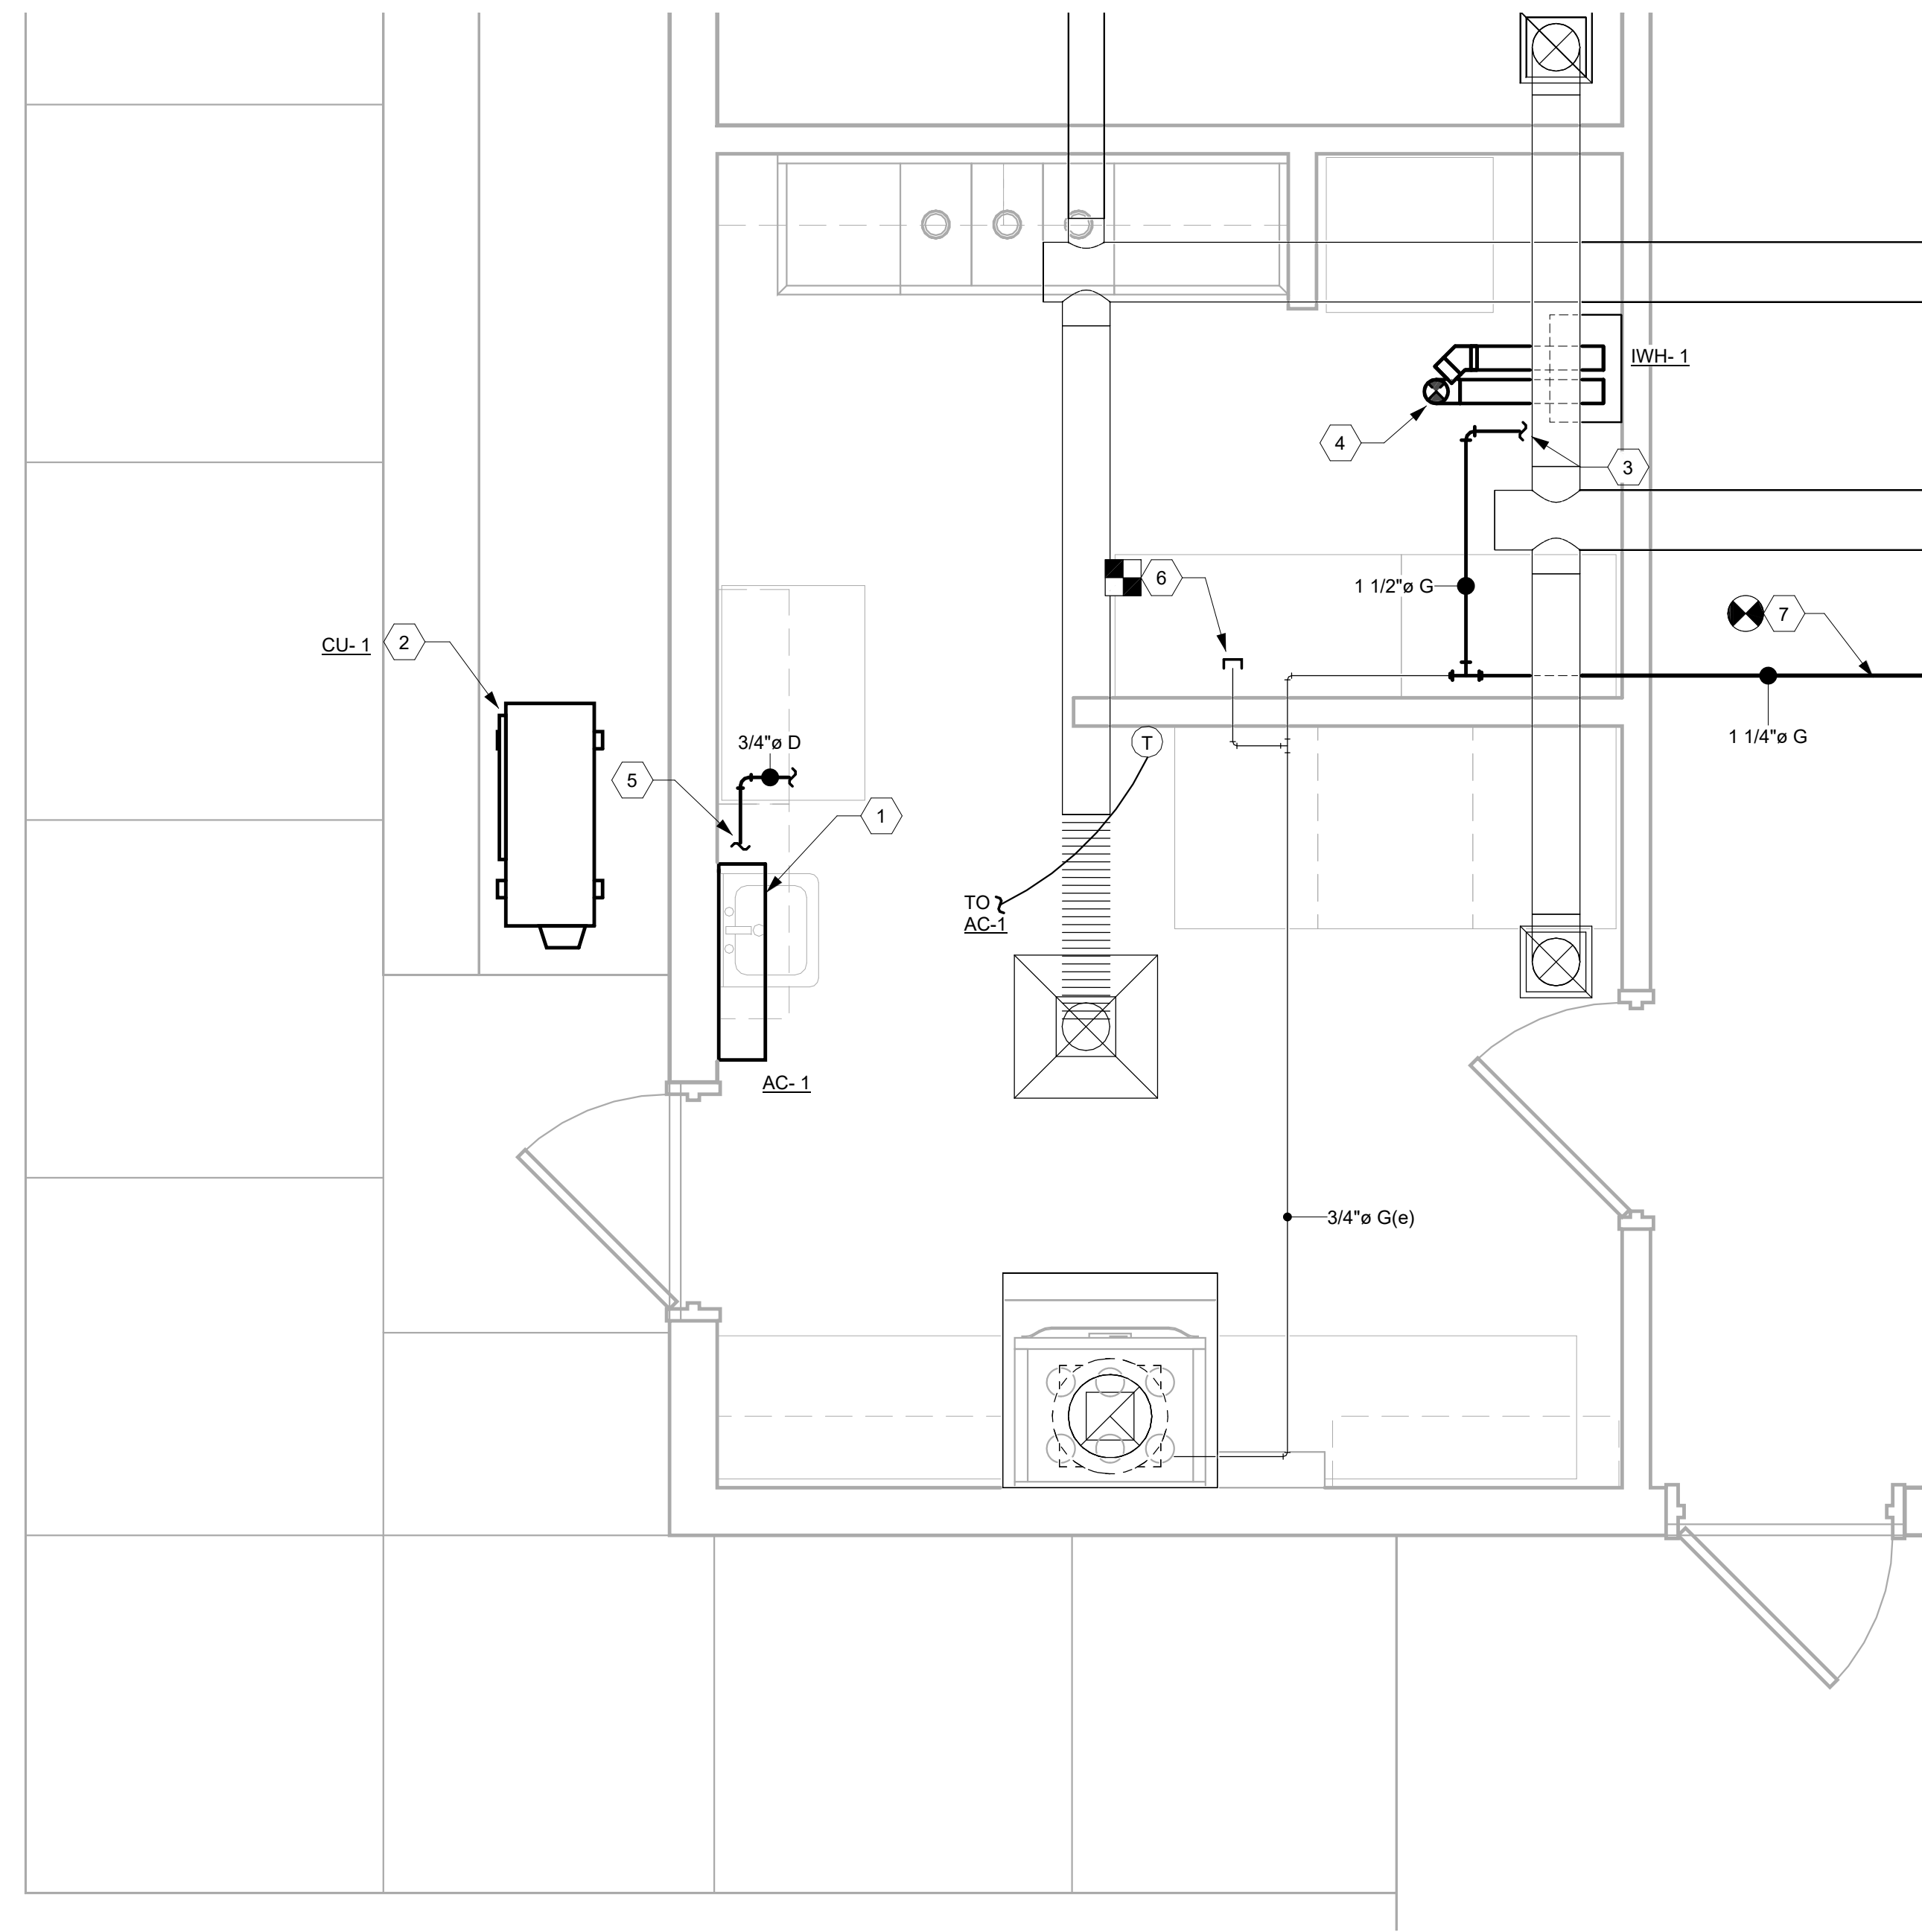 IWH- 1
4
3
6
1 1/2"ø G
7
CU- 1
2
1 1/4"ø G
3/4"ø D
T
5
1
TO
AC-1
AC- 1
3/4"ø G(e)